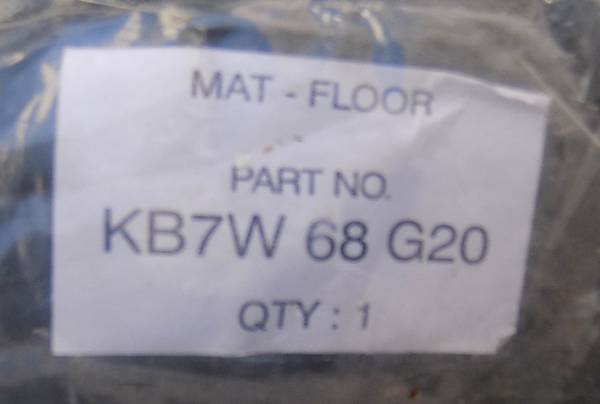 MAT - FLOOR
PART NO.
KB7W 68 G20
QTY : 1